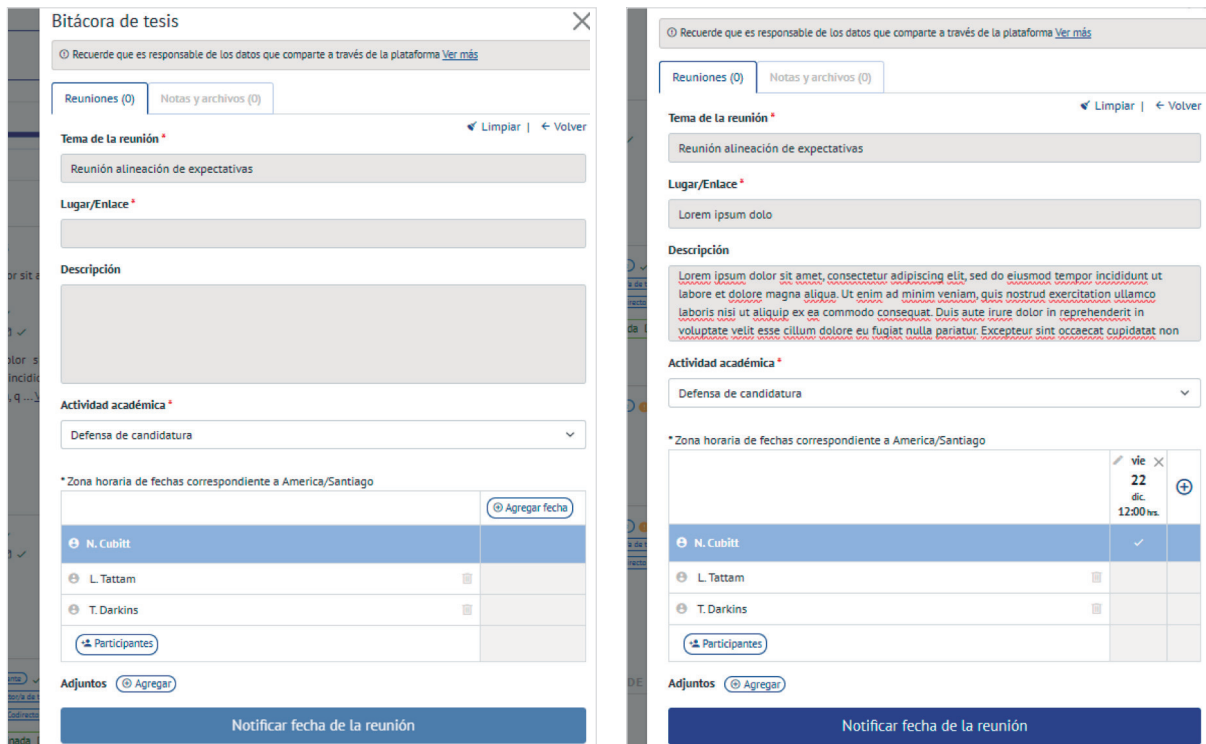 Bitácora de tesis
Recuerde que es responsable de los datos que comparte a través de la plataforma Ver más
Reuniones (0) Notas y archivos (0)
Limpiar | ← Volver
Tema de la reunión *
Reunión alineación de expectativas
Lugar/Enlace *
Descripción
Actividad académica *
Defensa de candidatura
* Zona horaria de fechas correspondiente a America/Santiago
Agregar fecha
N. Cubitt
L. Tattam
T. Darkins
Participantes
Adjuntos Agregar
Notificar fecha de la reunión
Recuerde que es responsable de los datos que comparte a través de la plataforma Ver más
Reuniones (0) Notas y archivos (0)
Limpiar | ← Volver
Tema de la reunión *
Reunión alineación de expectativas
Lugar/Enlace *
Lorem ipsum dolo
Descripción
Lorem ipsum dolor sit amet, consectetur adipiscing elit, sed do eiusmod tempor incididunt ut
labore et dolore magna aliqua. Ut enim ad minim veniam, quis nostrud exercitation ullamco
laboris nisi ut aliquip ex ea commodo consequat. Duis aute irure dolor in reprehenderit in
voluptate velit esse cillum dolore eu fugiat nulla pariatur. Excepteur sint occaecat cupidatat non
Actividad académica *
Defensa de candidatura
* Zona horaria de fechas correspondiente a America/Santiago
vie
22
dic.
12:00 hrs.
N. Cubitt
L. Tattam
T. Darkins
Participantes
Adjuntos Agregar
Notificar fecha de la reunión